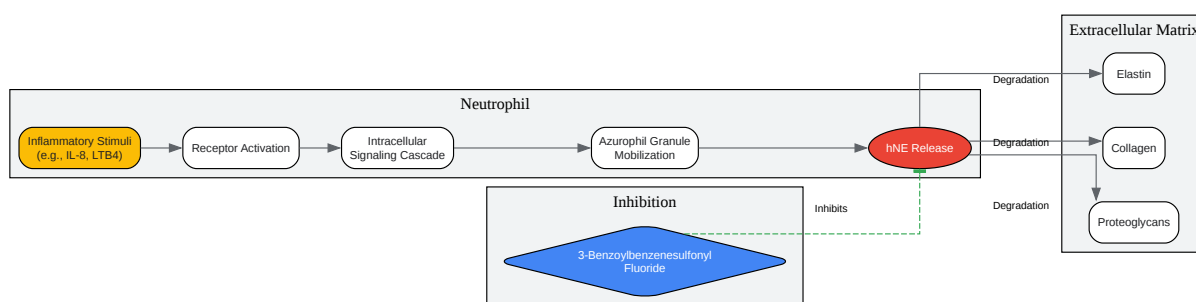 Extracellular Matrix
Elastin
Degradation
Neutrophil
Inflammatory Stimuli
(e.g., IL-8, LTB4)
Receptor Activation
Intracellular
Signaling Cascade
Azurophil Granule
Mobilization
hNE Release
Degradation
Collagen
Inhibition
Inhibits
Degradation
Proteoglycans
3-Benzoylbenzenesulfonyl
Fluoride